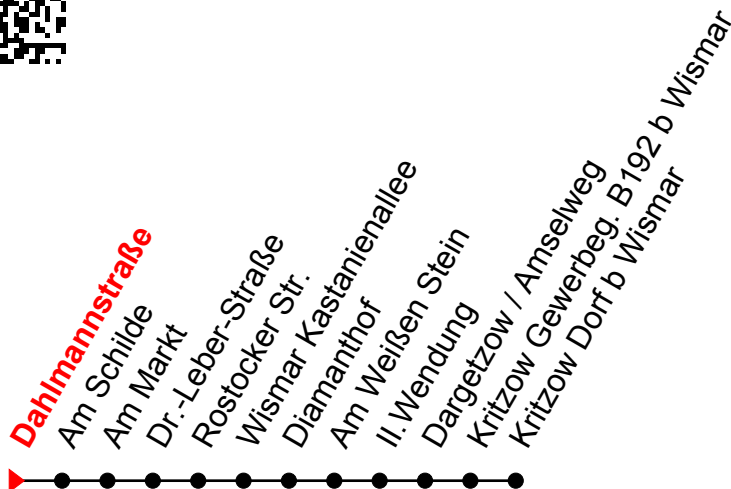 Dahlmannstraße
Am Schilde
Am Markt
Dr.-Leber-Straße
Rostocker Str.
Wismar Kastanienallee
Diamanthof
Am Weißen Stein
II.Wendung
Dargetzow / Amselweg
Kritzow Gewerbeg. B192 b Wismar
Kritzow Dorf b Wismar